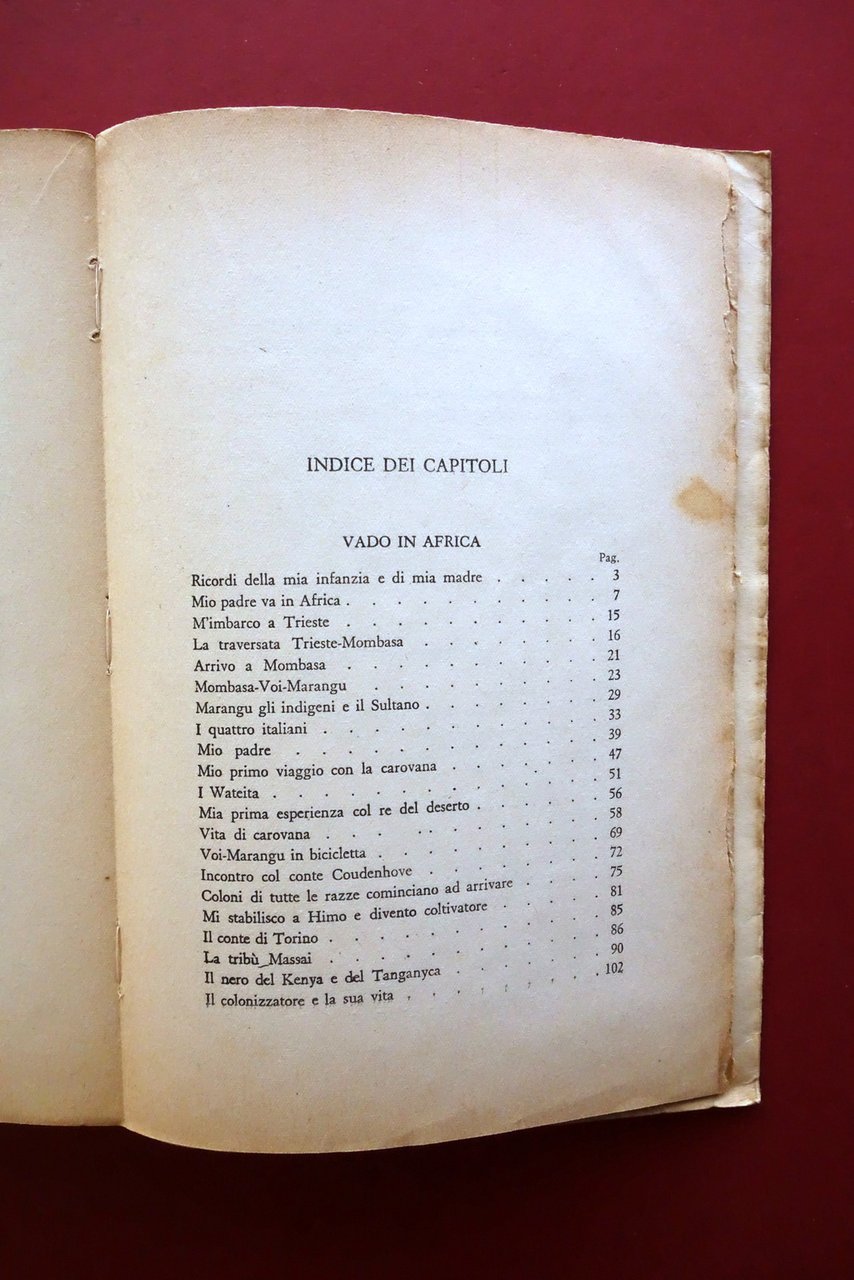 INDICE DEI CAPITOLI
VADO IN AFRICA
Pag.
Ricordi della mia infanzia e di mia madre . . . . . 3
Mio padre va in Africa . . . . . . . . . . 7
M'imbarco a Trieste . . . . . . . . . . 15
La traversata Trieste-Mombasa . . . . . . . 16
Arrivo a Mombasa . . . . . . . . . . 21
Mombasa-Voi-Marangu . . . . . . . . . 23
Marangu gli indigeni e il Sultano . . . . . . . 29
I quattro italiani . . . . . . . . . . . 33
Mio padre . . . . . . . . . . . 39
Mio primo viaggio con la carovana . . . . . . 47
I Wateita . . . . . . . . . . . . . 51
Mia prima esperienza col re del deserto . . . . . 56
Vita di carovana . . . . . . . . . . . 58
Voi-Marangu in bicicletta . . . . . . . . . 69
Incontro col conte Coudenhove . . . . . . . 72
Coloni di tutte le razze cominciano ad arrivare . . . . 75
Mi stabilisco a Himo e divento coltivatore . . . . . 81
Il conte di Torino . . . . . . . . . . . 85
La tribù Massai . . . . . . . . . . . 86
Il nero del Kenya e del Tanganyca . . . . . . 90
Il colonizzatore e la sua vita . . . . . . . . . 102